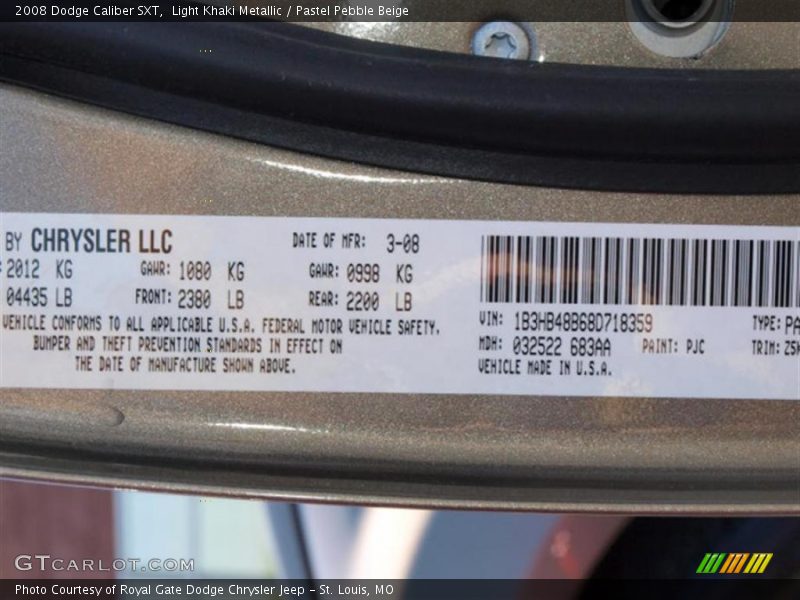 2008 Dodge Caliber SXT, Light Khaki Metallic / Pastel Pebble Beige
BY CHRYSLER LLC
DATE OF MFR: 3-08
2012 KG GAWR: 1080 KG GAWR: 0998 KG
04435 LB FRONT: 2380 LB REAR: 2200 LB
VEHICLE CONFORMS TO ALL APPLICABLE U.S.A. FEDERAL MOTOR VEHICLE SAFETY,
BUMPER AND THEFT PREVENTION STANDARDS IN EFFECT ON
THE DATE OF MANUFACTURE SHOWN ABOVE.
VIN: 1B3HB48B68D718359 TYPE: PA
MDH: 032522 683AA PAINT: PJC TRIM:
VEHICLE MADE IN U.S.A.
GTCARLOT.COM
Photo Courtesy of Royal Gate Dodge Chrysler Jeep - St. Louis, MO